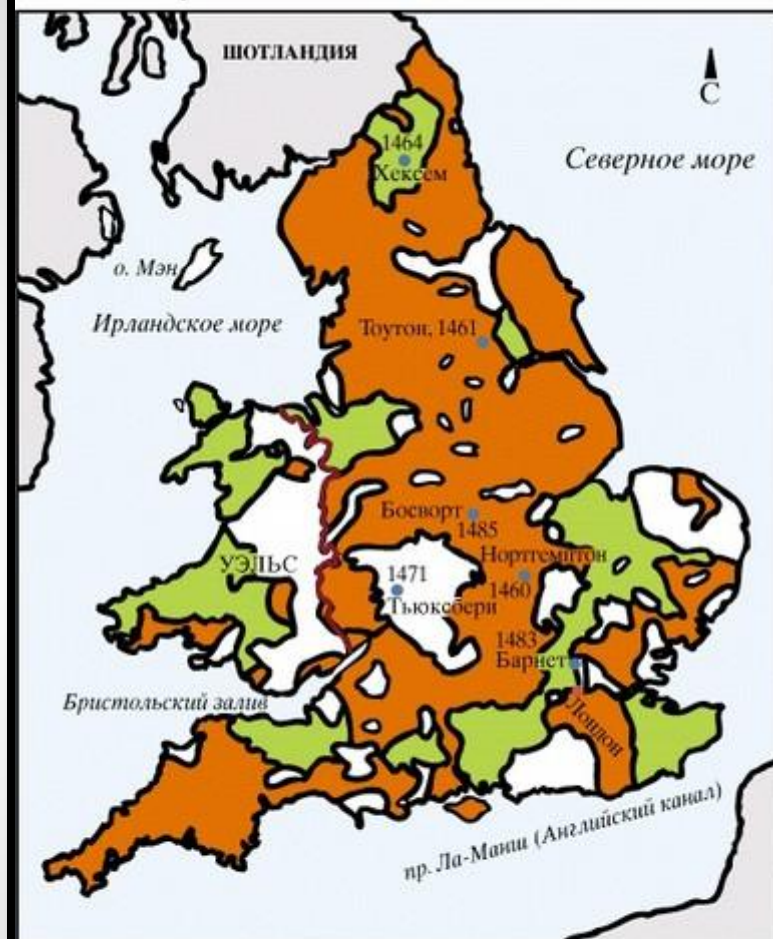 ШОТЛАНДИЯ
С
1464
Хексем
Северное море
о. Мэн
Ирландское море
Тоутон, 1461
Босворт
1485
Нортгемптон
1460
УЭЛЬС
1471
Тьюксбери
1483
Барнет
Бристольский залив
Лондон
пр. Ла-Манш (Английский канал)